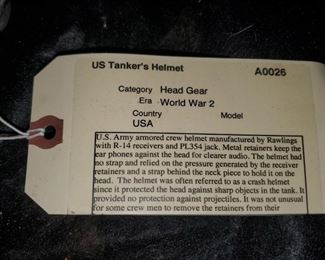 US Tanker's Helmet A0026
Category Head Gear
Era World War 2
Country Model
USA
U.S. Army armored crew helmet manufactured by Rawlings
with R-14 receivers and PL354 jack. Metal retainers keep the
ear phones against the head for clearer audio. The helmet had
no strap and relied on the pressure generated by the receiver
retainers and a strap behind the neck piece to hold it on the
head. The helmet was often referred to as a crash helmet
since it protected the head against sharp objects in the tank. It
provided no protection against projectiles. It was not unusual
for some crew men to remove the retainers from their